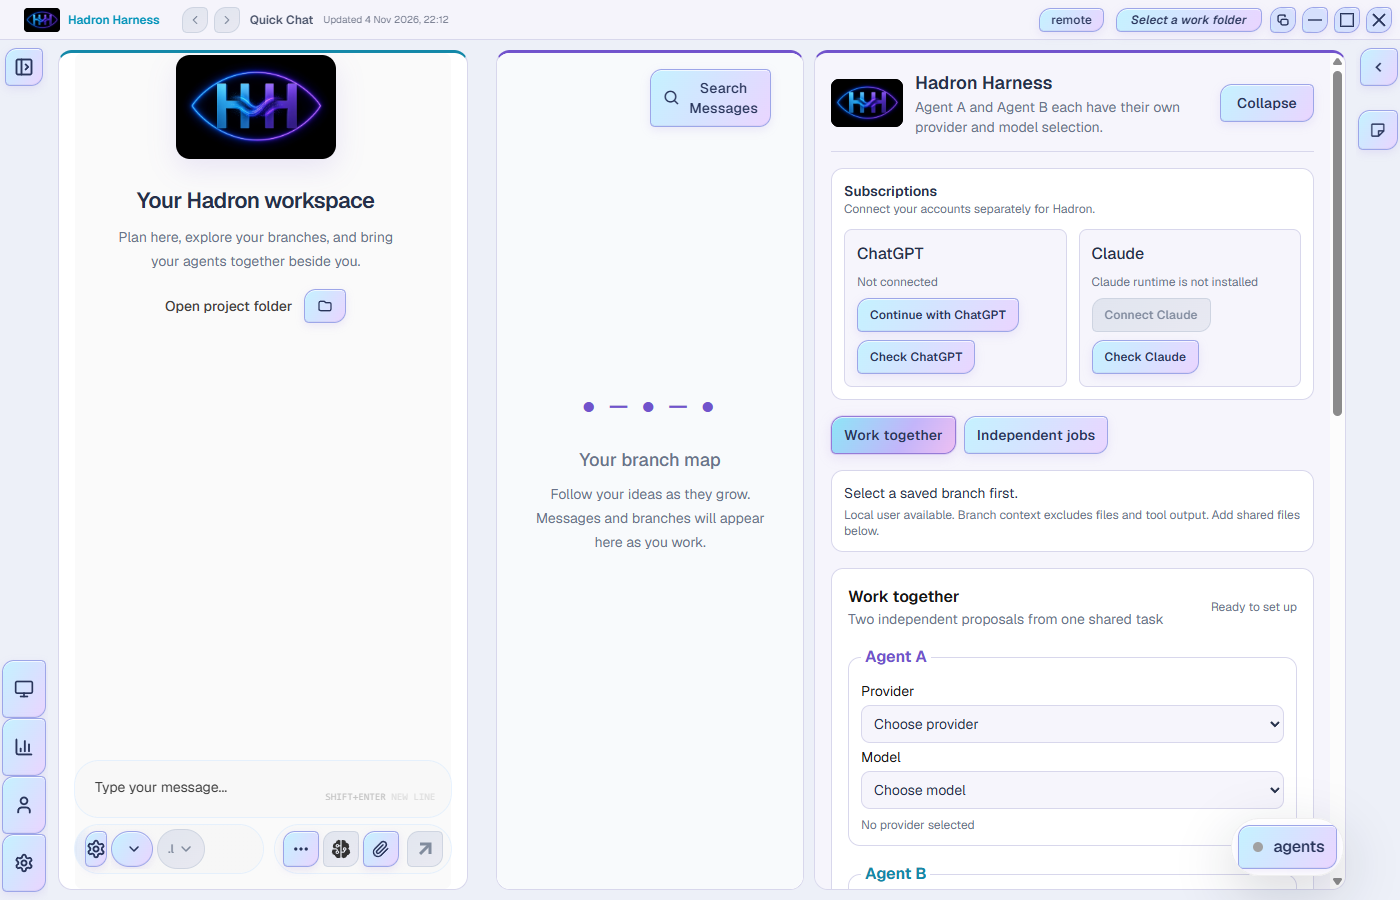 Hadron Harness
Quick Chat
Updated 4 Nov 2026, 22:12
remote
Select a work folder
HH
Your Hadron workspace
Plan here, explore your branches, and bring
your agents together beside you.
Open project folder
Type your message...
SHIFT+ENTER NEW LINE
Search
Messages
Your branch map
Follow your ideas as they grow.
Messages and branches will appear
here as you work.
HH
Hadron Harness
Agent A and Agent B each have their own
provider and model selection.
Collapse
Subscriptions
Connect your accounts separately for Hadron.
ChatGPT
Not connected
Continue with ChatGPT
Check ChatGPT
Claude
Claude runtime is not installed
Connect Claude
Check Claude
Work together
Independent jobs
Select a saved branch first.
Local user available. Branch context excludes files and tool output. Add shared files
below.
Work together
Two independent proposals from one shared task
Ready to set up
Agent A
Provider
Choose provider
Model
Choose model
No provider selected
agents
Agent B